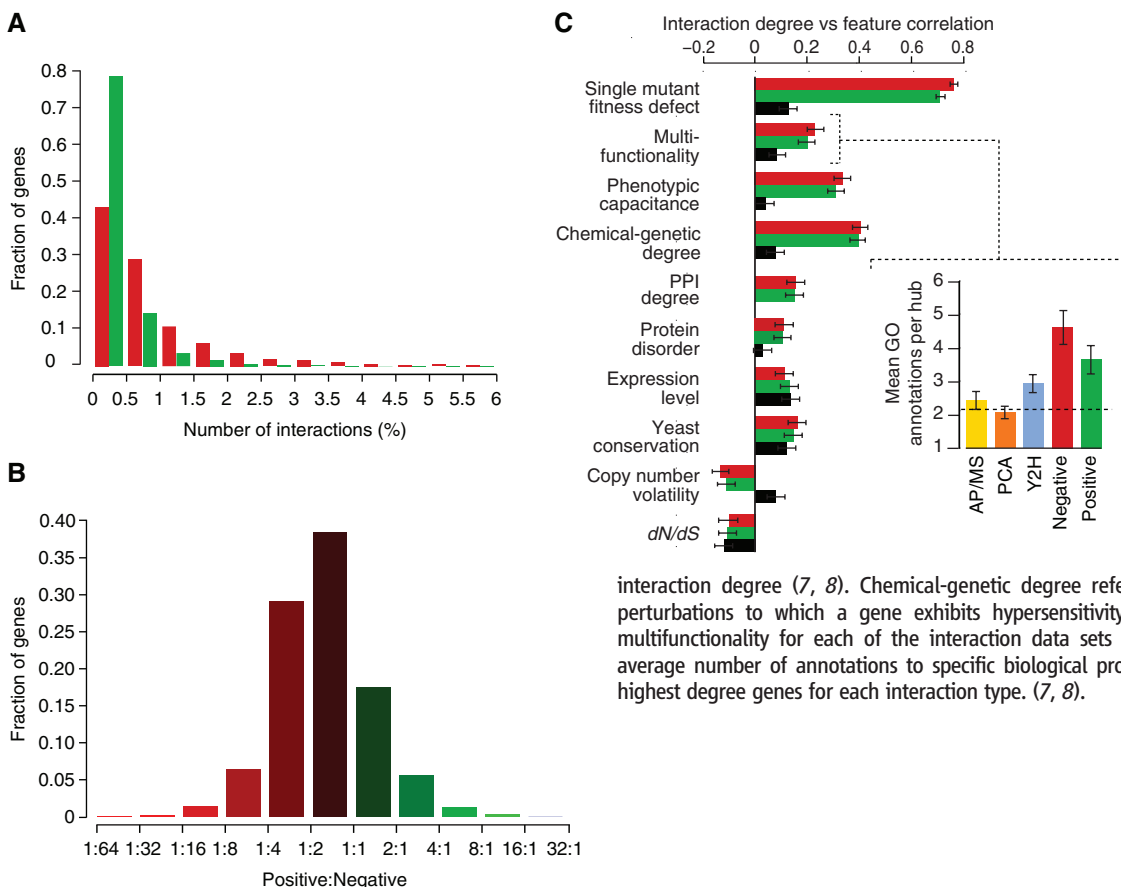 A
Fraction of genes
0.8
0.7
0.6
0.5
0.4
0.3
0.2
0.1
0
0 0.5 1 1.5 2 2.5 3 3.5 4 4.5 5 5.5 6
Number of interactions (%)
B
Fraction of genes
0.40
0.35
0.30
0.25
0.20
0.15
0.10
0.05
0
1:64 1:32 1:16 1:8 1:4 1:2 1:1 2:1 4:1 8:1 16:1 32:1
Positive:Negative
C
Interaction degree vs feature correlation
−0.2 0 0.2 0.4 0.6 0.8
Single mutant
fitness defect
Multi-
functionality
Phenotypic
capacitance
Chemical-genetic
degree
PPI
degree
Protein
disorder
Expression
level
Yeast
conservation
Copy number
volatility
dN/dS
Mean GO
annotations per hub
6
5
4
3
2
1
AP/MS
PCA
Y2H
Negative
Positive
interaction degree (7, 8). Chemical-genetic degree refe
perturbations to which a gene exhibits hypersensitivity
multifunctionality for each of the interaction data sets
average number of annotations to specific biological pro
highest degree genes for each interaction type. (7, 8).